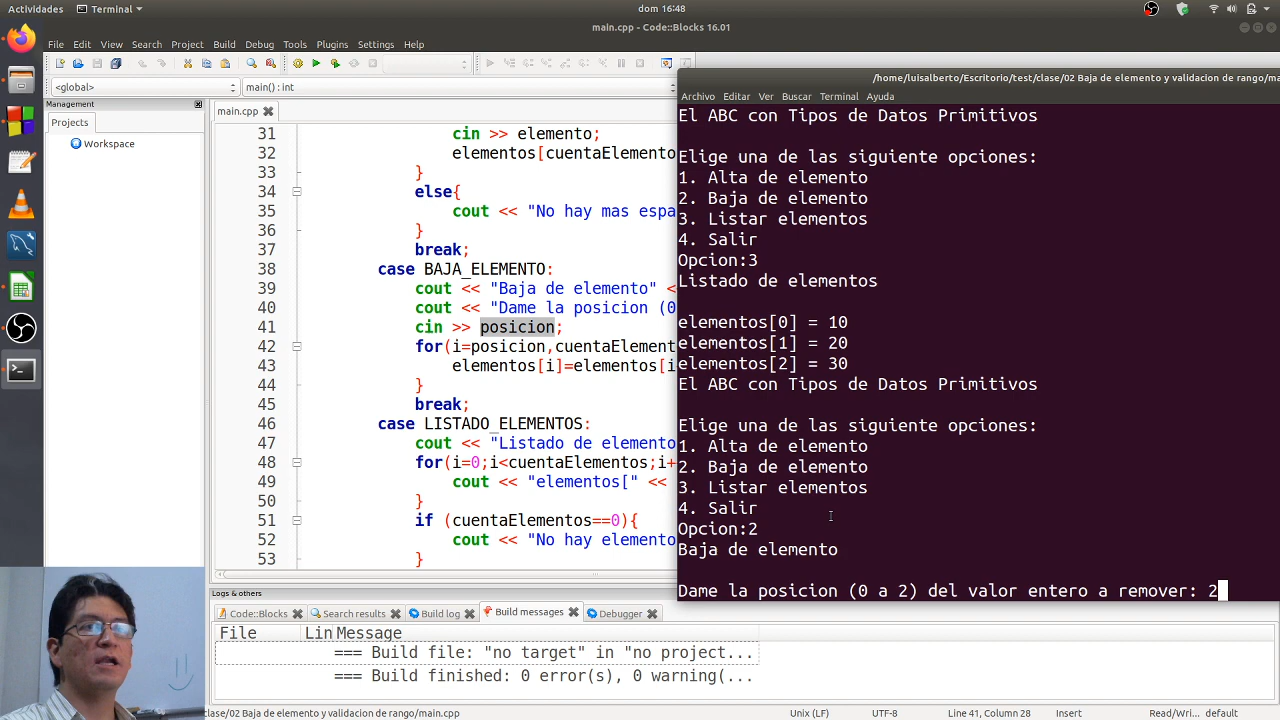 Actividades
Terminal
dom 16:48
main.cpp - Code::Blocks 16.01
File Edit View Search Project Build Debug Tools Plugins Settings Help
<global>
main() : int
Management
Projects
Workspace
main.cpp
31 cin >> elemento;
32 elementos[cuentaElemento
33 }
34 else{
35 cout << "No hay mas espa
36 }
37 break;
38 case BAJA_ELEMENTO:
39 cout << "Baja de elemento" <
40 cout << "Dame la posicion (0
41 cin >> posicion;
42 for(i=posicion,cuentaElement
43 elementos[i]=elementos[i
44 }
45 break;
46 case LISTADO_ELEMENTOS:
47 cout << "Listado de elemento
48 for(i=0;i<cuentaElementos;i+
49 cout << "elementos[" <<
50 }
51 if (cuentaElementos==0){
52 cout << "No hay elemento
53 }
/home/luisalberto/Escritorio/test/clase/02 Baja de elemento y validacion de rango/ma
Archivo Editar Ver Buscar Terminal Ayuda
El ABC con Tipos de Datos Primitivos
Elige una de las siguiente opciones:
1. Alta de elemento
2. Baja de elemento
3. Listar elementos
4. Salir
Opcion:3
Listado de elementos
elementos[0] = 10
elementos[1] = 20
elementos[2] = 30
El ABC con Tipos de Datos Primitivos
Elige una de las siguiente opciones:
1. Alta de elemento
2. Baja de elemento
3. Listar elementos
4. Salir
Opcion:2
Baja de elemento
Dame la posicion (0 a 2) del valor entero a remover: 2
Logs & others
Code::Blocks
Search results
Build log
Build messages
Debugger
File Lin Message
=== Build file: "no target" in "no project...
=== Build finished: 0 error(s), 0 warning(...
/clase/02 Baja de elemento y validacion de rango/main.cpp
Unix (LF) UTF-8 Line 41, Column 28 Insert Read/Wri... default